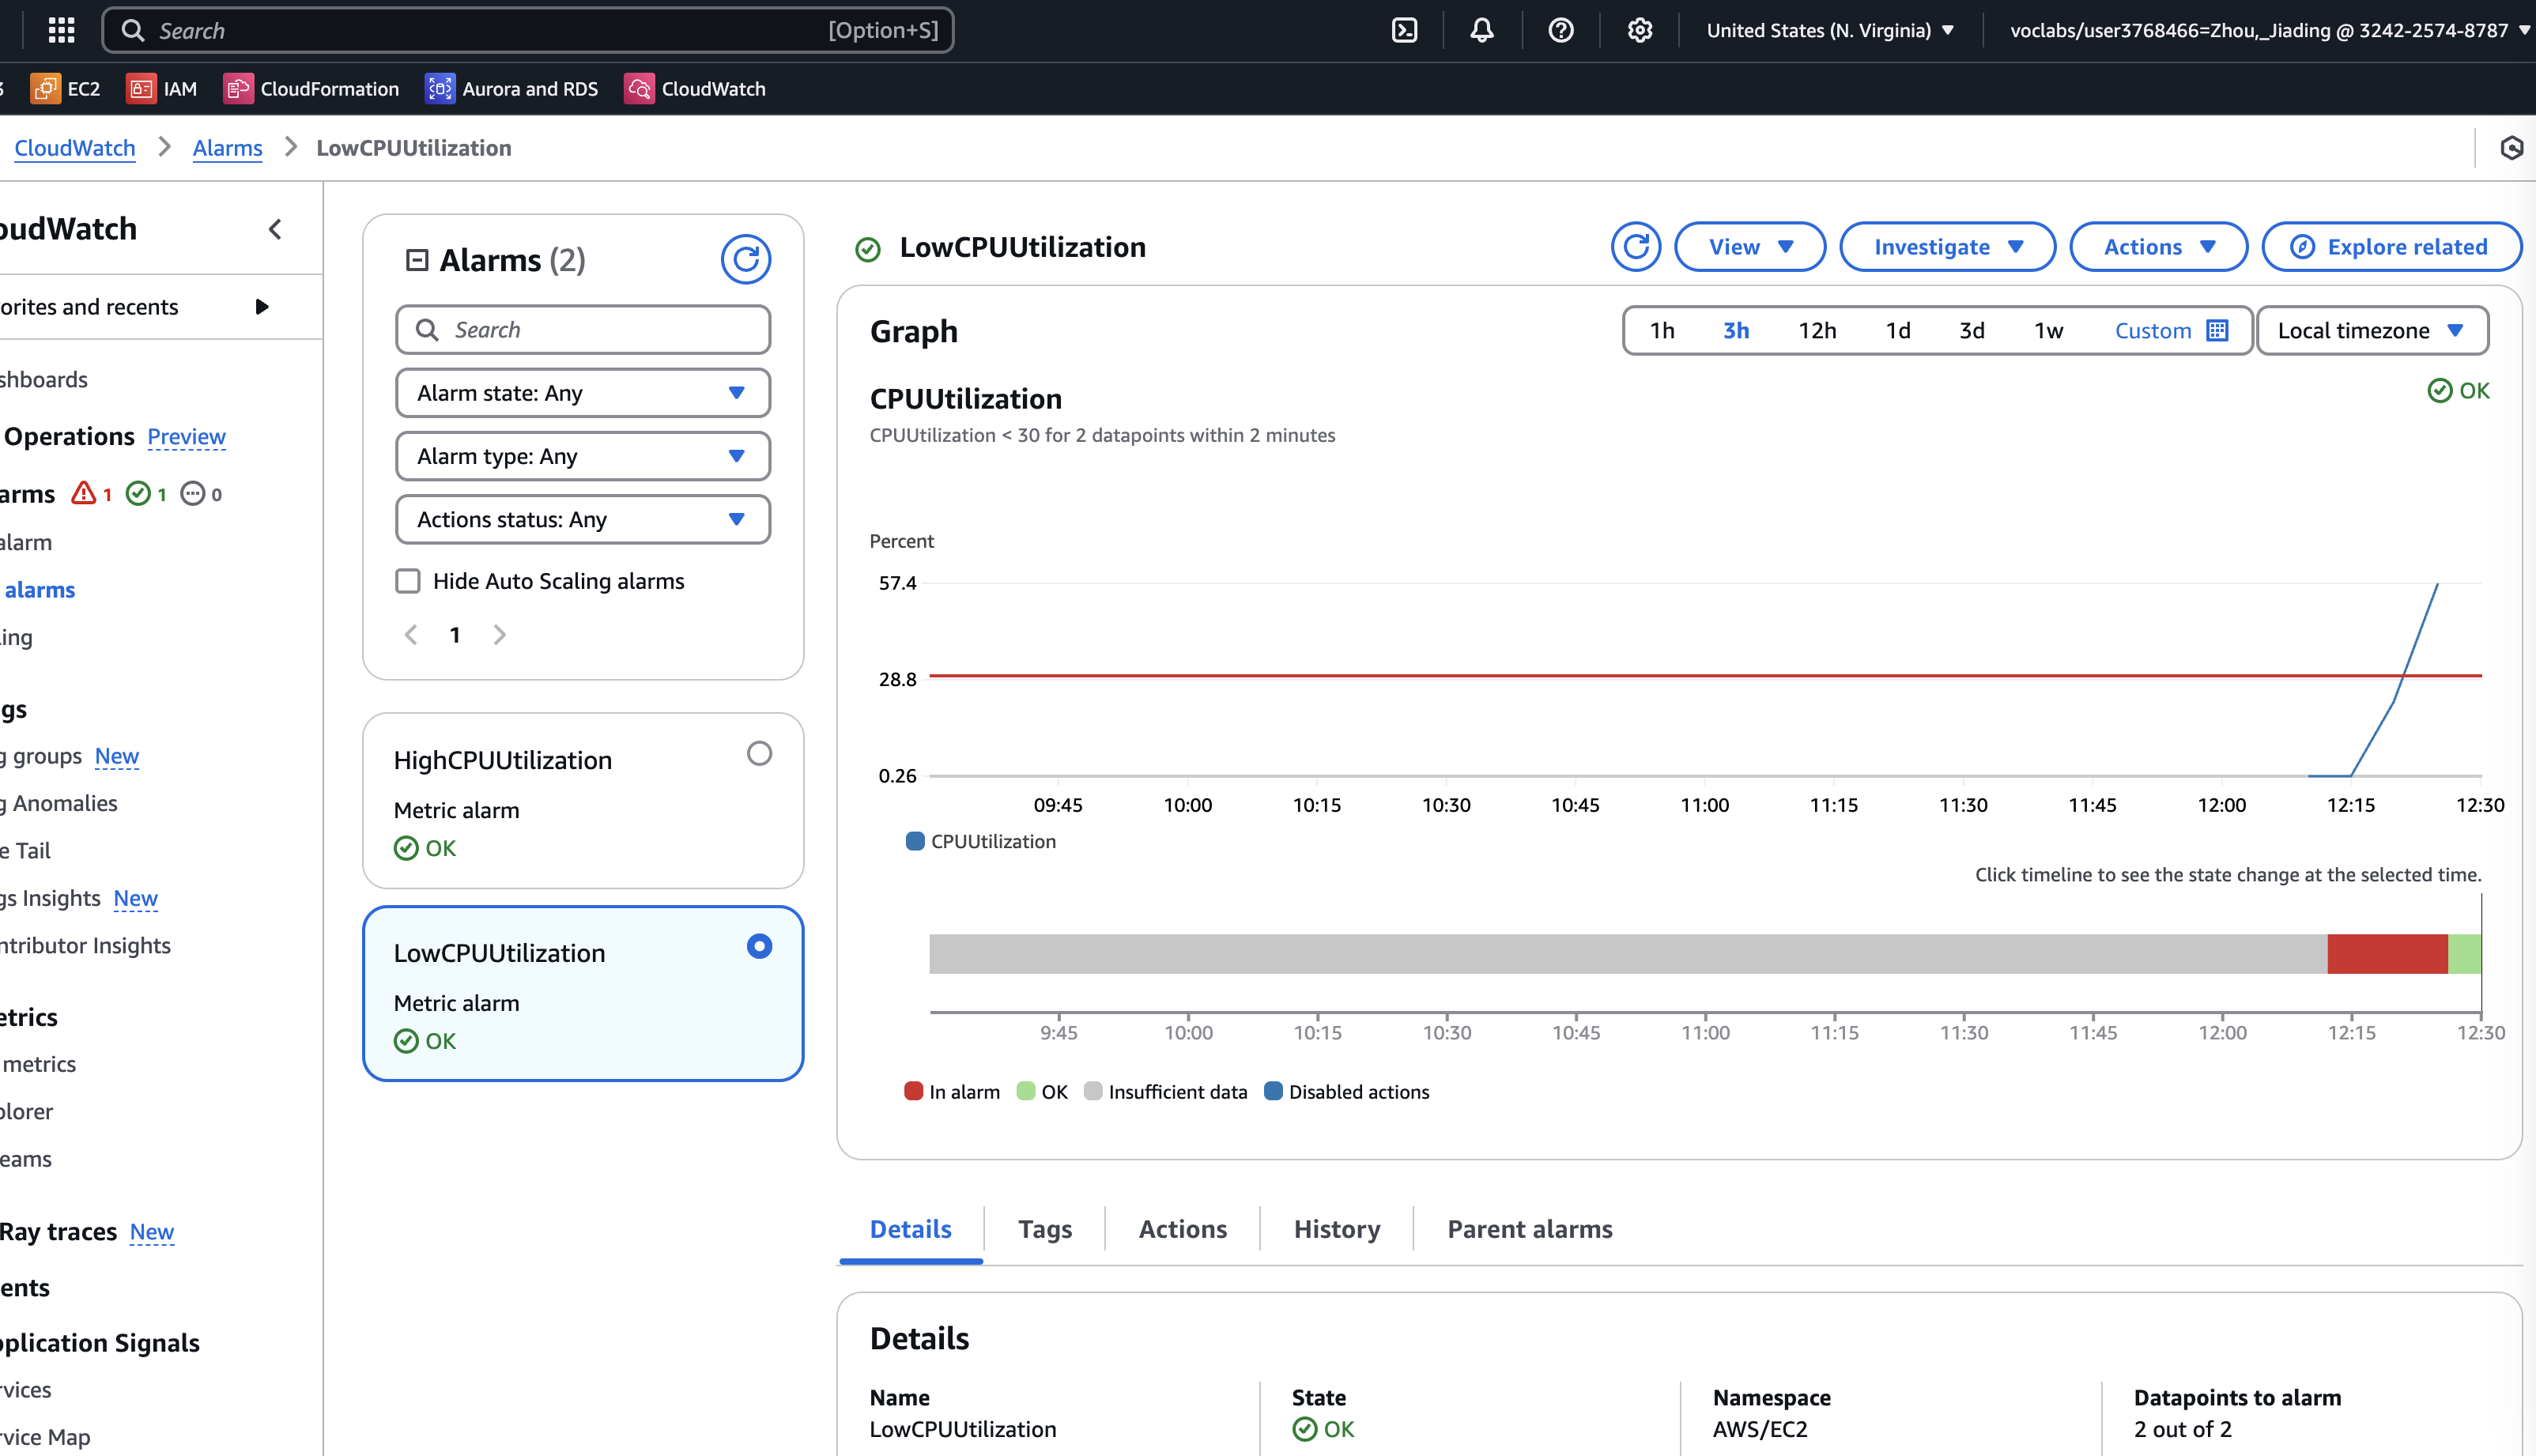 Search [Option+S]
United States (N. Virginia)
voclabs/user3768466=Zhou,_Jiading @ 3242-2574-8787
EC2
IAM
CloudFormation
Aurora and RDS
CloudWatch
CloudWatch
Alarms
LowCPUUtilization
oudWatch
orites and recents
shboards
Operations Preview
arms 1 1 0
alarm
alarms
ing
gs
g groups New
g Anomalies
e Tail
gs Insights New
ntributor Insights
etrics
metrics
plorer
eams
Ray traces New
ents
pplication Signals
rvices
rvice Map
Alarms (2)
Search
Alarm state: Any
Alarm type: Any
Actions status: Any
Hide Auto Scaling alarms
1
HighCPUUtilization
Metric alarm
OK
LowCPUUtilization
Metric alarm
OK
LowCPUUtilization
View
Investigate
Actions
Explore related
Graph
1h 3h 12h 1d 3d 1w Custom
Local timezone
CPUUtilization
OK
CPUUtilization < 30 for 2 datapoints within 2 minutes
Percent
57.4
28.8
0.26
09:45 10:00 10:15 10:30 10:45 11:00 11:15 11:30 11:45 12:00 12:15 12:30
CPUUtilization
Click timeline to see the state change at the selected time.
9:45 10:00 10:15 10:30 10:45 11:00 11:15 11:30 11:45 12:00 12:15 12:30
In alarm OK Insufficient data Disabled actions
Details Tags Actions History Parent alarms
Details
Name
LowCPUUtilization
State
OK
Namespace
AWS/EC2
Datapoints to alarm
2 out of 2